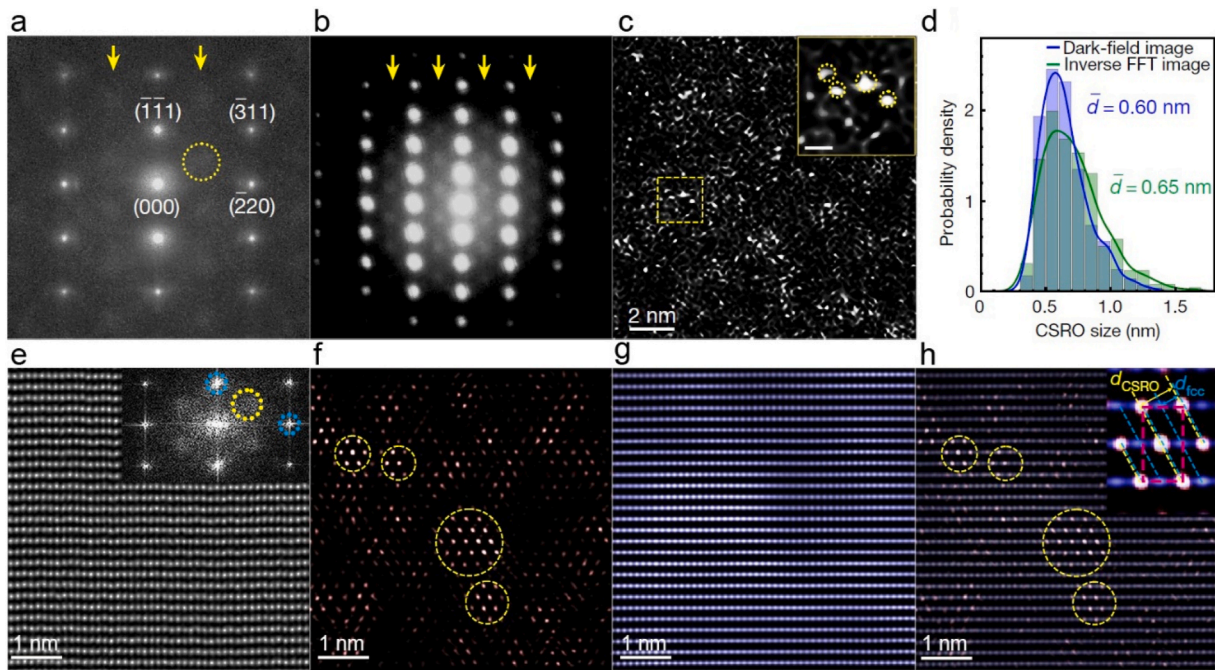 a
(1̄1̄1)
(3̄11)
(000)
(2̄20)
b
c
2 nm
d
Dark-field image
Inverse FFT image
d̄ = 0.60 nm
d̄ = 0.65 nm
Probability density
2
1
0
0 0.5 1.0 1.5
CSRO size (nm)
e
1 nm
f
1 nm
g
1 nm
h
dCSRO
dfcc
1 nm